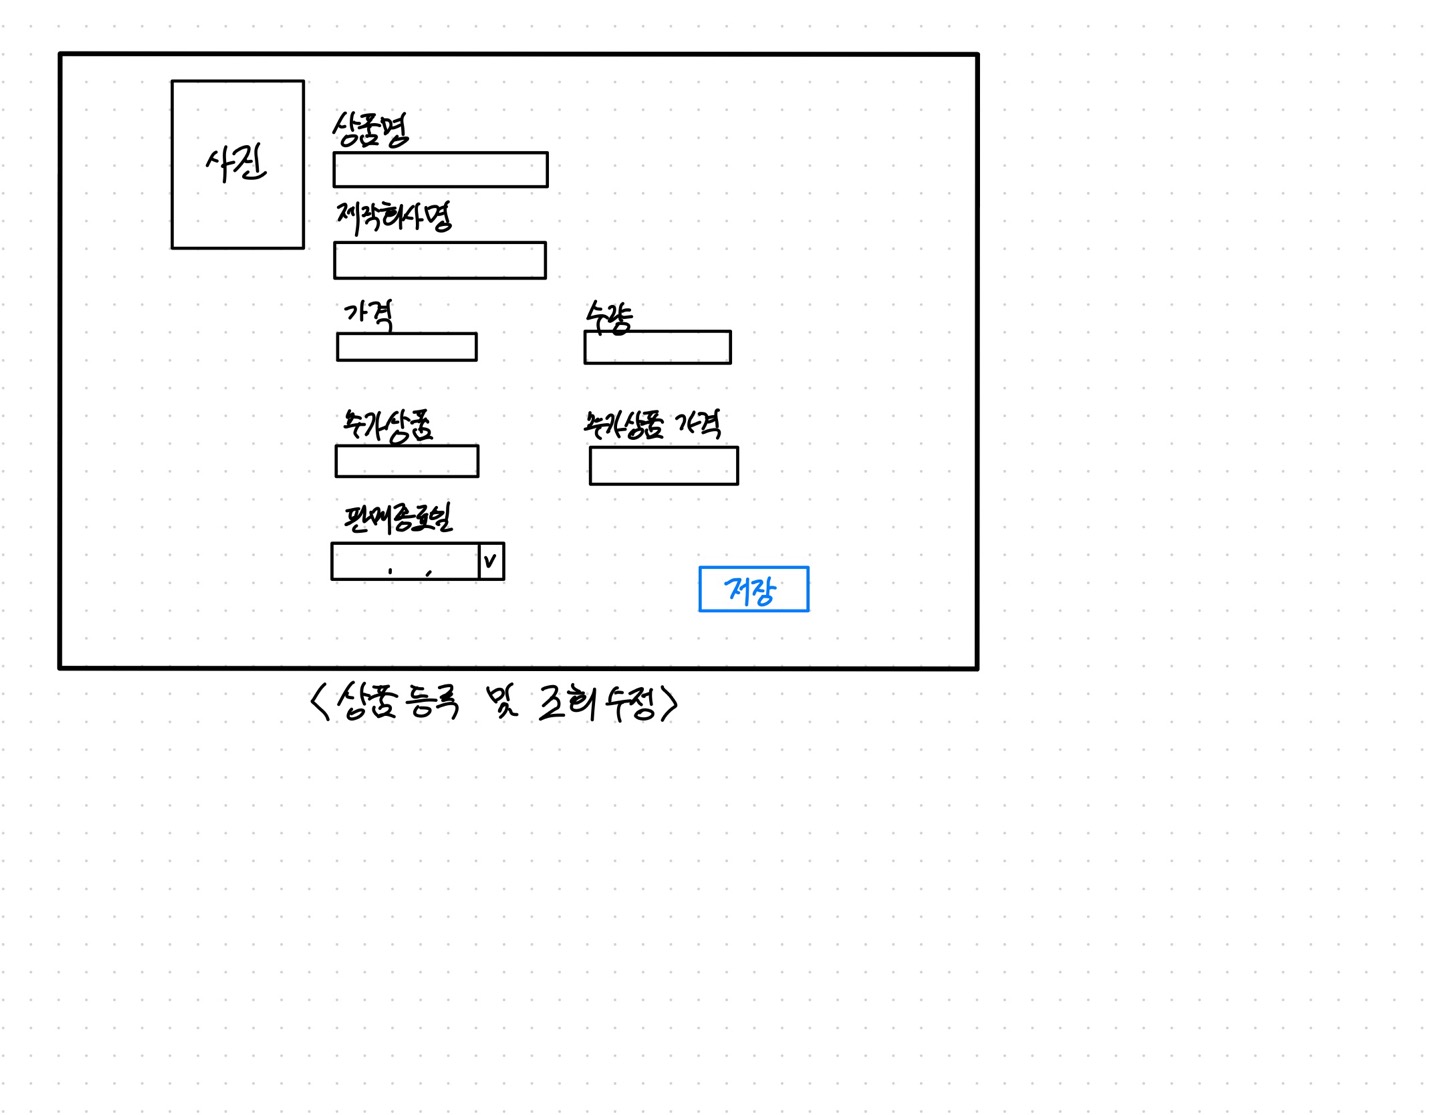 사진
상품명
제작회사명
가격
수량
추가상품
추가상품 가격
판매종료일
. .
v
저장
<상품등록 및 조회수정>